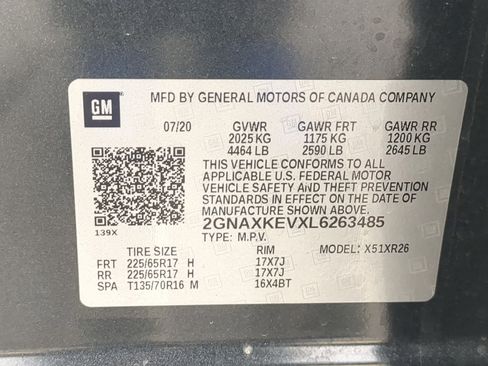 GM
MFD BY GENERAL MOTORS OF CANADA COMPANY
07/20 GVWR GAWR FRT GAWR RR
2025 KG 1175 KG 1200 KG
4464 LB 2590 LB 2645 LB
THIS VEHICLE CONFORMS TO ALL
APPLICABLE U.S. FEDERAL MOTOR
VEHICLE SAFETY AND THEFT PREVENTION
STANDARDS IN EFFECT ON THE DATE OF
MANUFACTURE SHOWN ABOVE.
139X 2GNAXKEVXL6263485
TYPE: M.P.V. MODEL: X51XR26
TIRE SIZE RIM
FRT 225/65R17 H 17X7J
RR 225/65R17 H 17X7J
SPA T135/70R16 M 16X4BT